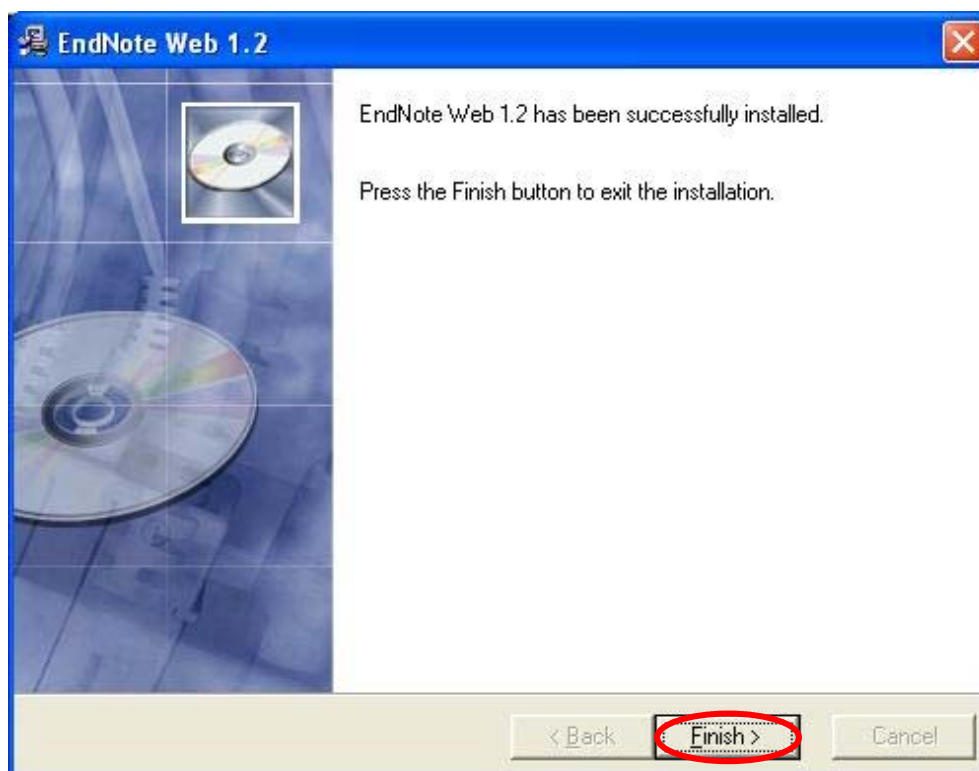 EndNote Web 1.2
EndNote Web 1.2 has been successfully installed.
Press the Finish button to exit the installation.
< Back
Finish >
Cancel